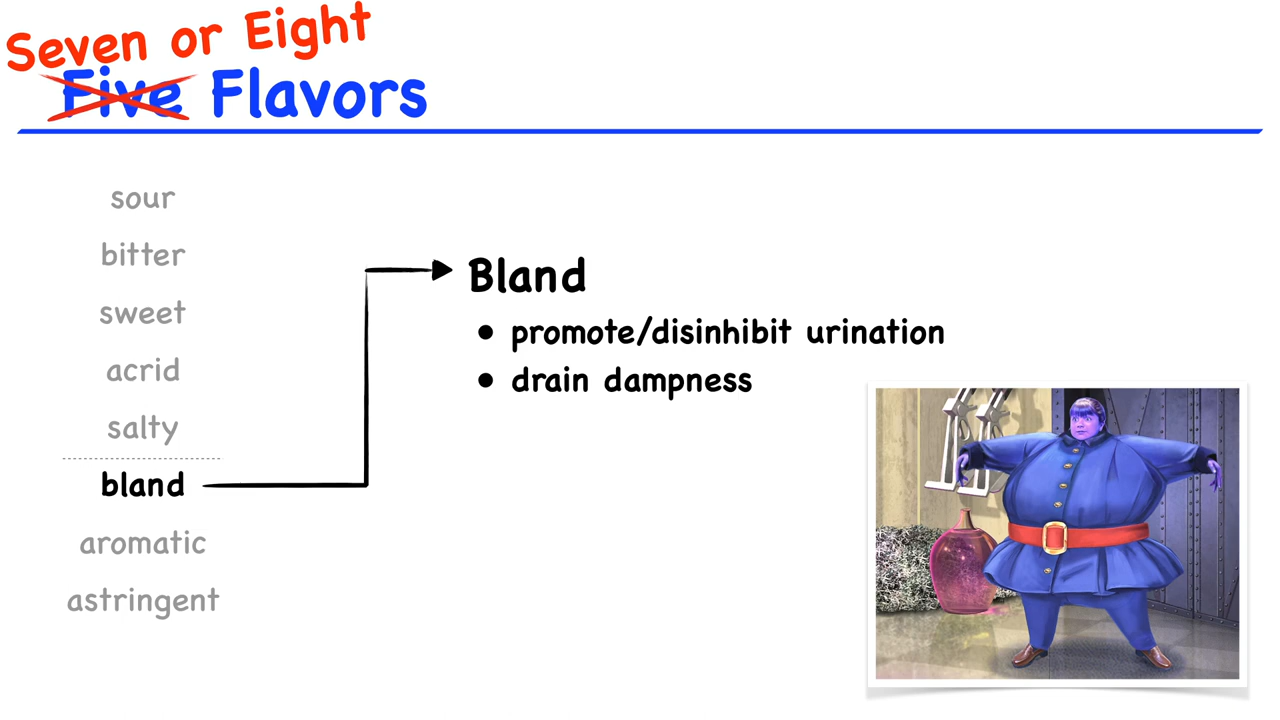 Seven or Eight
Five Flavors
sour
bitter
sweet
acrid
salty
bland
aromatic
astringent
Bland
• promote/disinhibit urination
• drain dampness